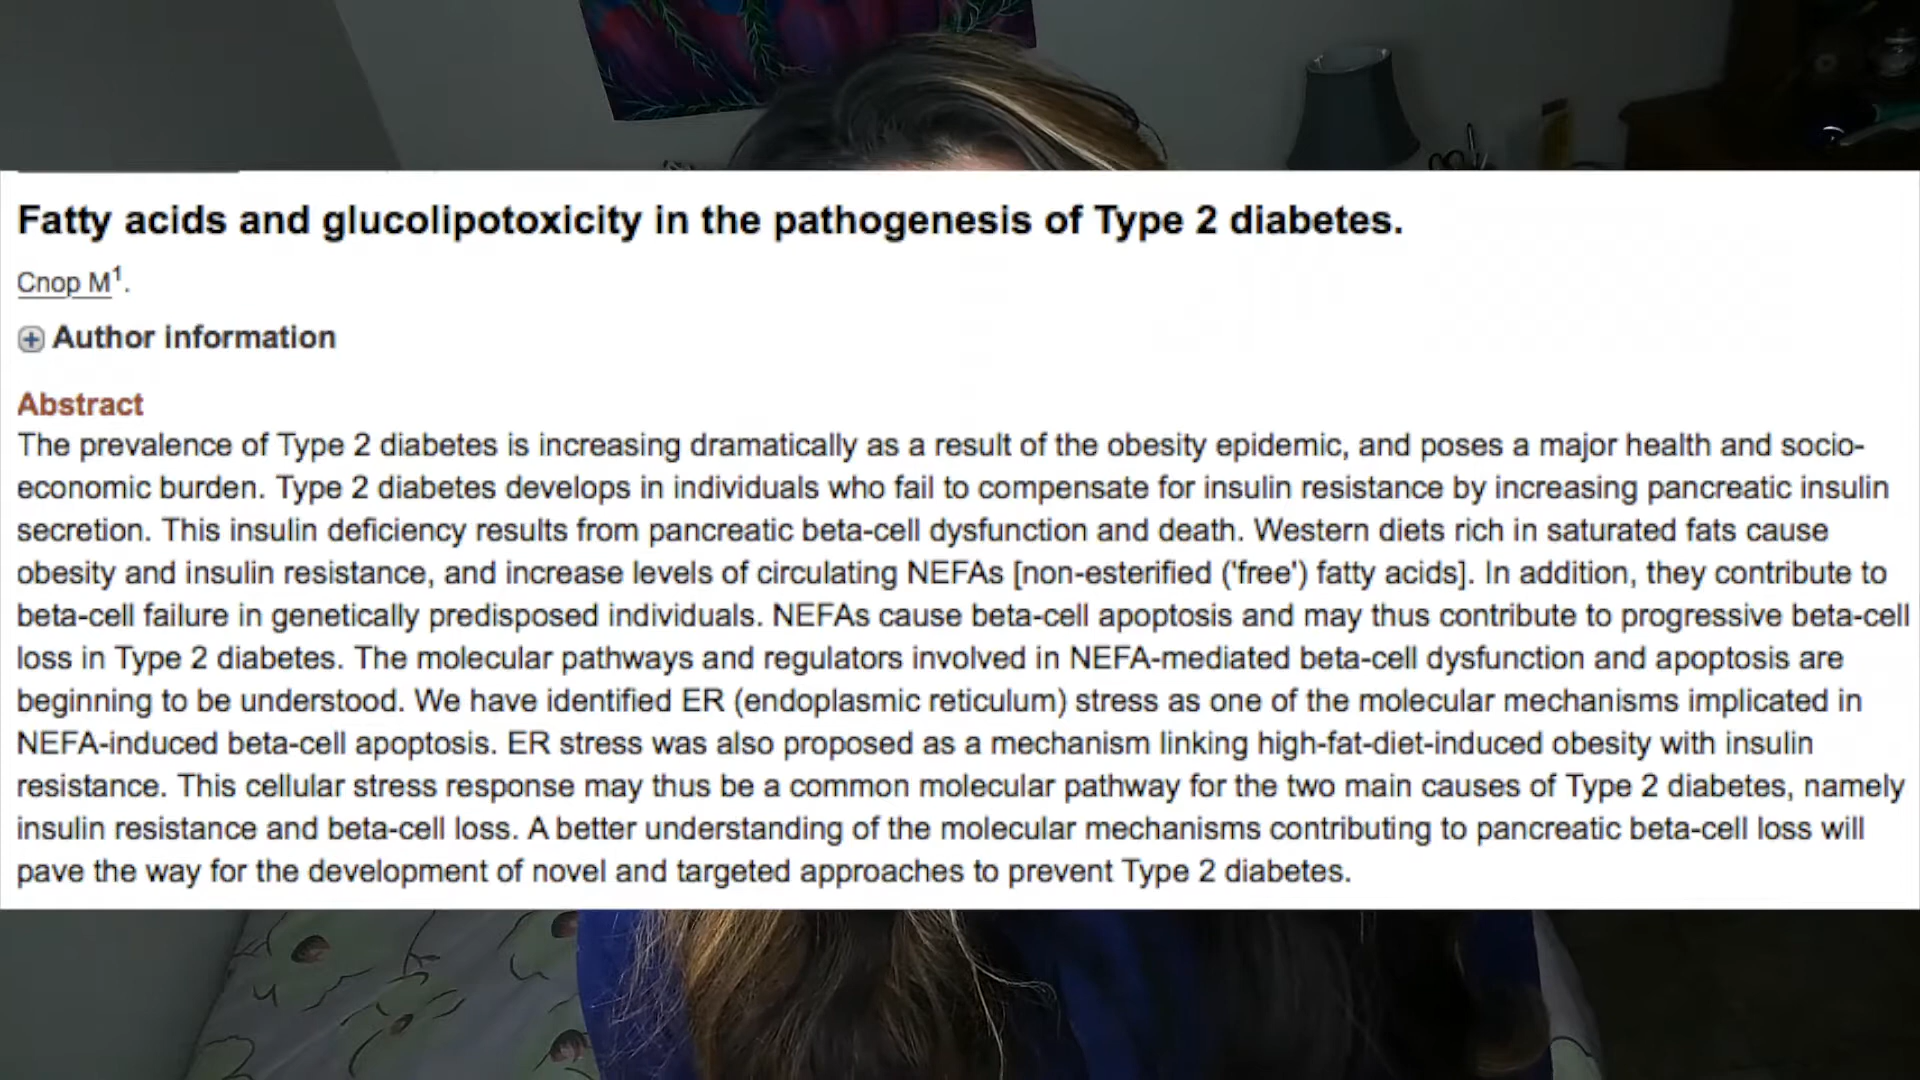 Fatty acids and glucolipotoxicity in the pathogenesis of Type 2 diabetes.
Cnop M1.
Author information
Abstract
The prevalence of Type 2 diabetes is increasing dramatically as a result of the obesity epidemic, and poses a major health and socio-
economic burden. Type 2 diabetes develops in individuals who fail to compensate for insulin resistance by increasing pancreatic insulin
secretion. This insulin deficiency results from pancreatic beta-cell dysfunction and death. Western diets rich in saturated fats cause
obesity and insulin resistance, and increase levels of circulating NEFAs [non-esterified ('free') fatty acids]. In addition, they contribute to
beta-cell failure in genetically predisposed individuals. NEFAs cause beta-cell apoptosis and may thus contribute to progressive beta-cell
loss in Type 2 diabetes. The molecular pathways and regulators involved in NEFA-mediated beta-cell dysfunction and apoptosis are
beginning to be understood. We have identified ER (endoplasmic reticulum) stress as one of the molecular mechanisms implicated in
NEFA-induced beta-cell apoptosis. ER stress was also proposed as a mechanism linking high-fat-diet-induced obesity with insulin
resistance. This cellular stress response may thus be a common molecular pathway for the two main causes of Type 2 diabetes, namely
insulin resistance and beta-cell loss. A better understanding of the molecular mechanisms contributing to pancreatic beta-cell loss will
pave the way for the development of novel and targeted approaches to prevent Type 2 diabetes.